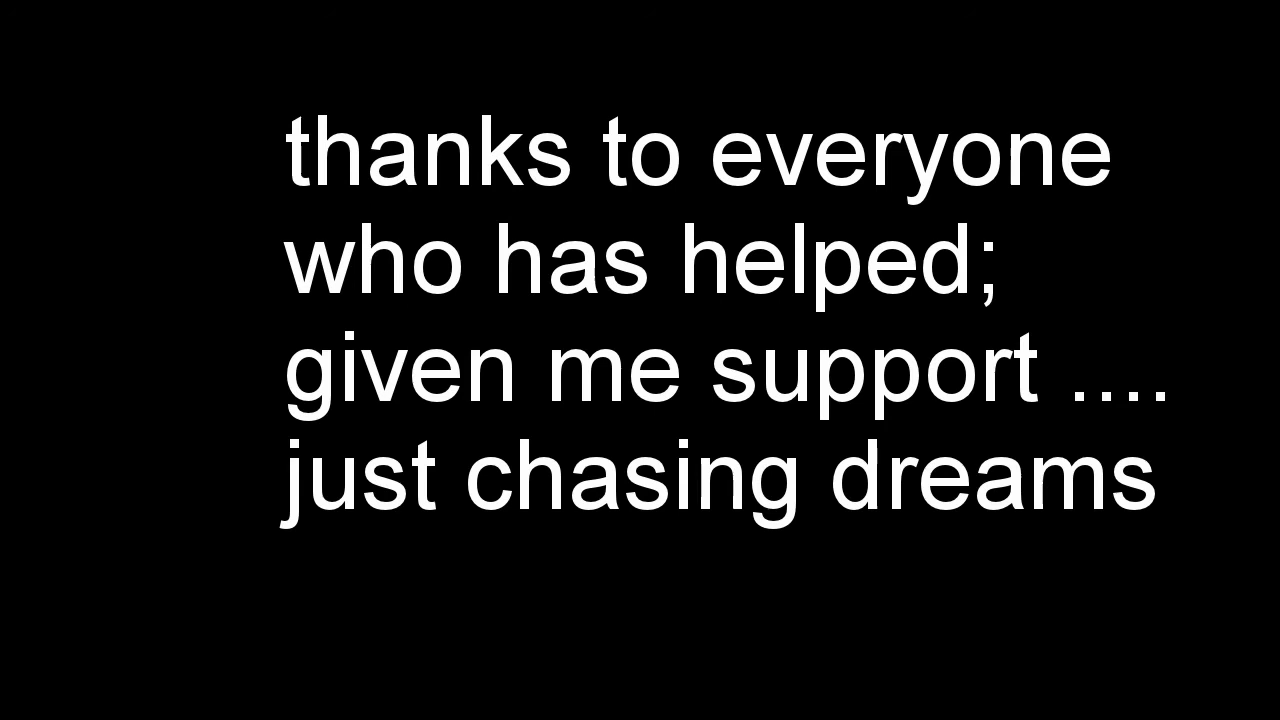 thanks to everyone
who has helped;
given me support ....
just chasing dreams